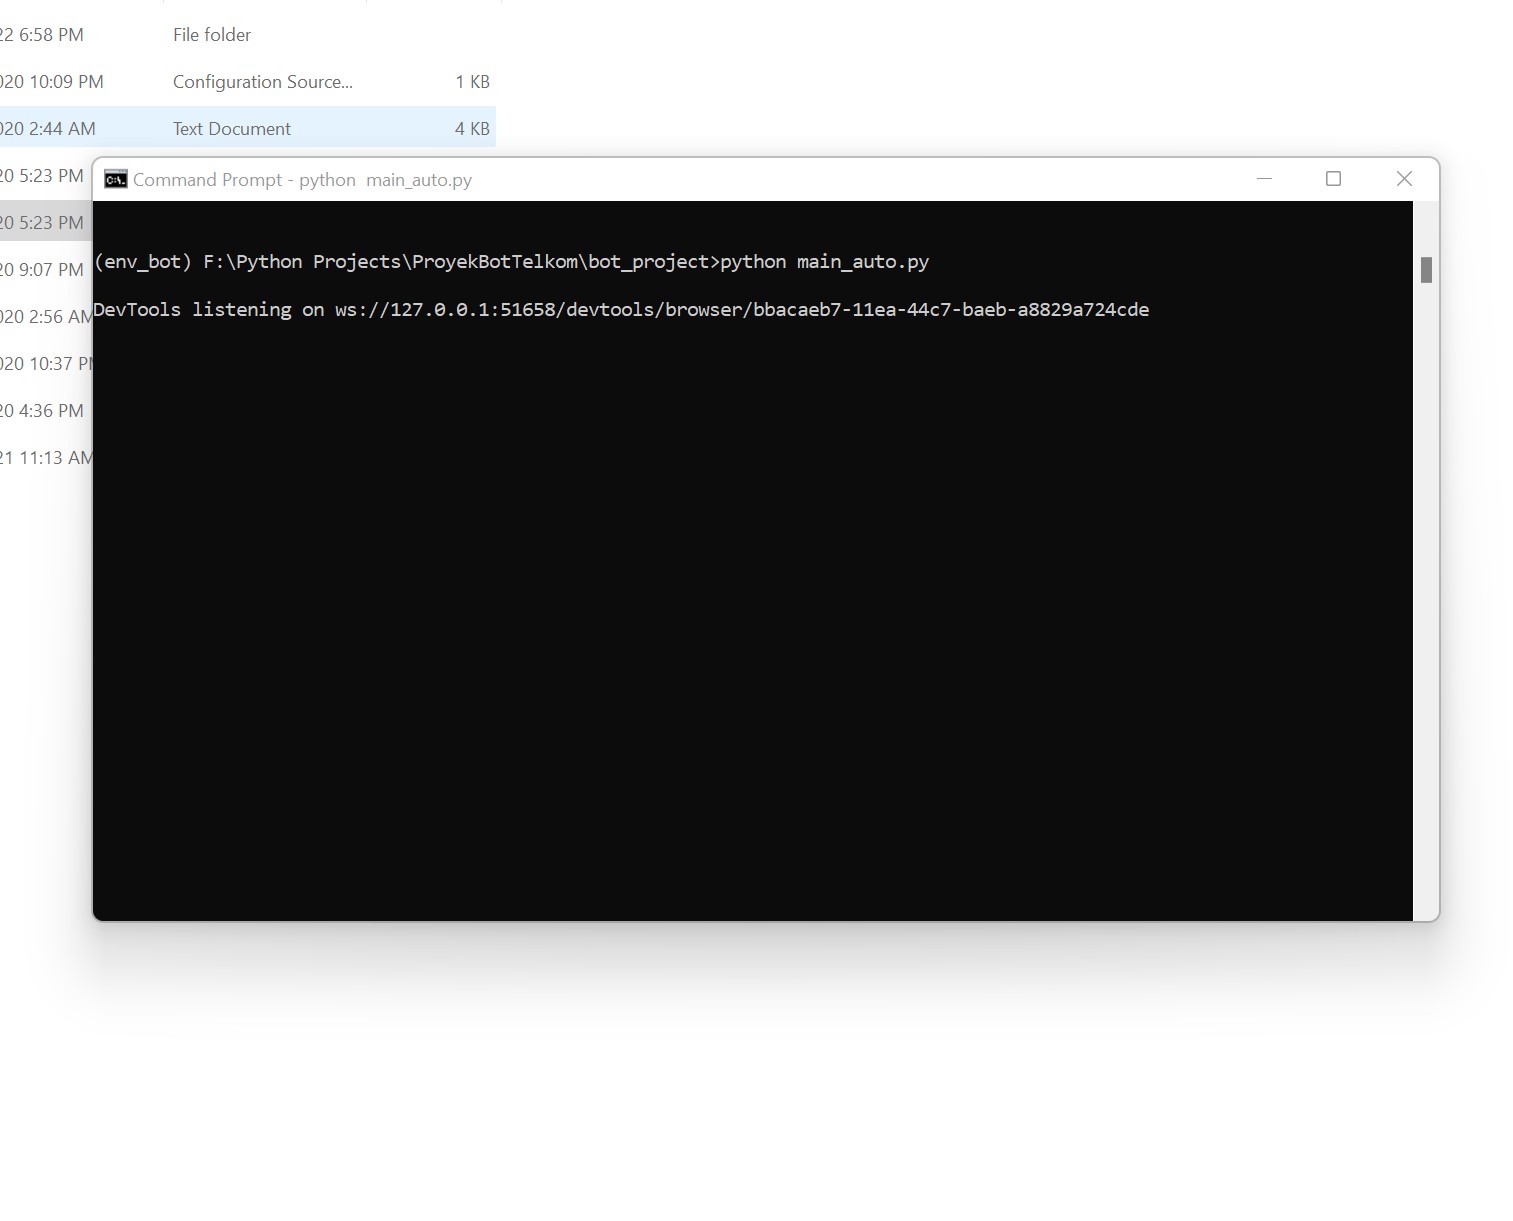 22 6:58 PM File folder
020 10:09 PM Configuration Source... 1 KB
020 2:44 AM Text Document 4 KB
20 5:23 PM
20 5:23 PM
20 9:07 PM
020 2:56 AM
020 10:37 PM
20 4:36 PM
21 11:13 AM
Command Prompt - python  main_auto.py
(env_bot) F:\Python Projects\ProyekBotTelkom\bot_project>python main_auto.py
DevTools listening on ws://127.0.0.1:51658/devtools/browser/bbacaeb7-11ea-44c7-baeb-a8829a724cde